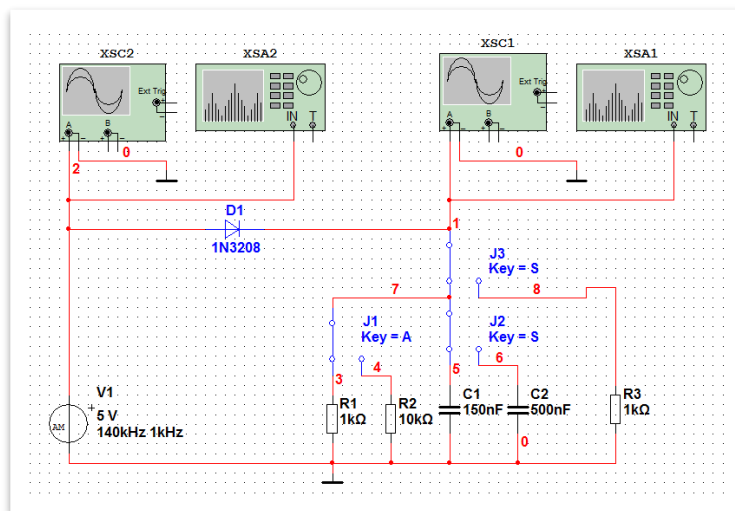 XSC2
XSA2
XSC1
XSA1
Ext Trig
+
−
A
B
+
−
+
−
IN
T
Ext Trig
+
−
A
B
+
−
+
−
IN
T
2
0
0
D1
1N3208
1
J3
Key = S
7
8
J1
Key = A
J2
Key = S
3
4
5
6
V1
+
5 V
140kHz 1kHz
AM
R1
1kΩ
R2
10kΩ
C1
150nF
C2
500nF
R3
1kΩ
0